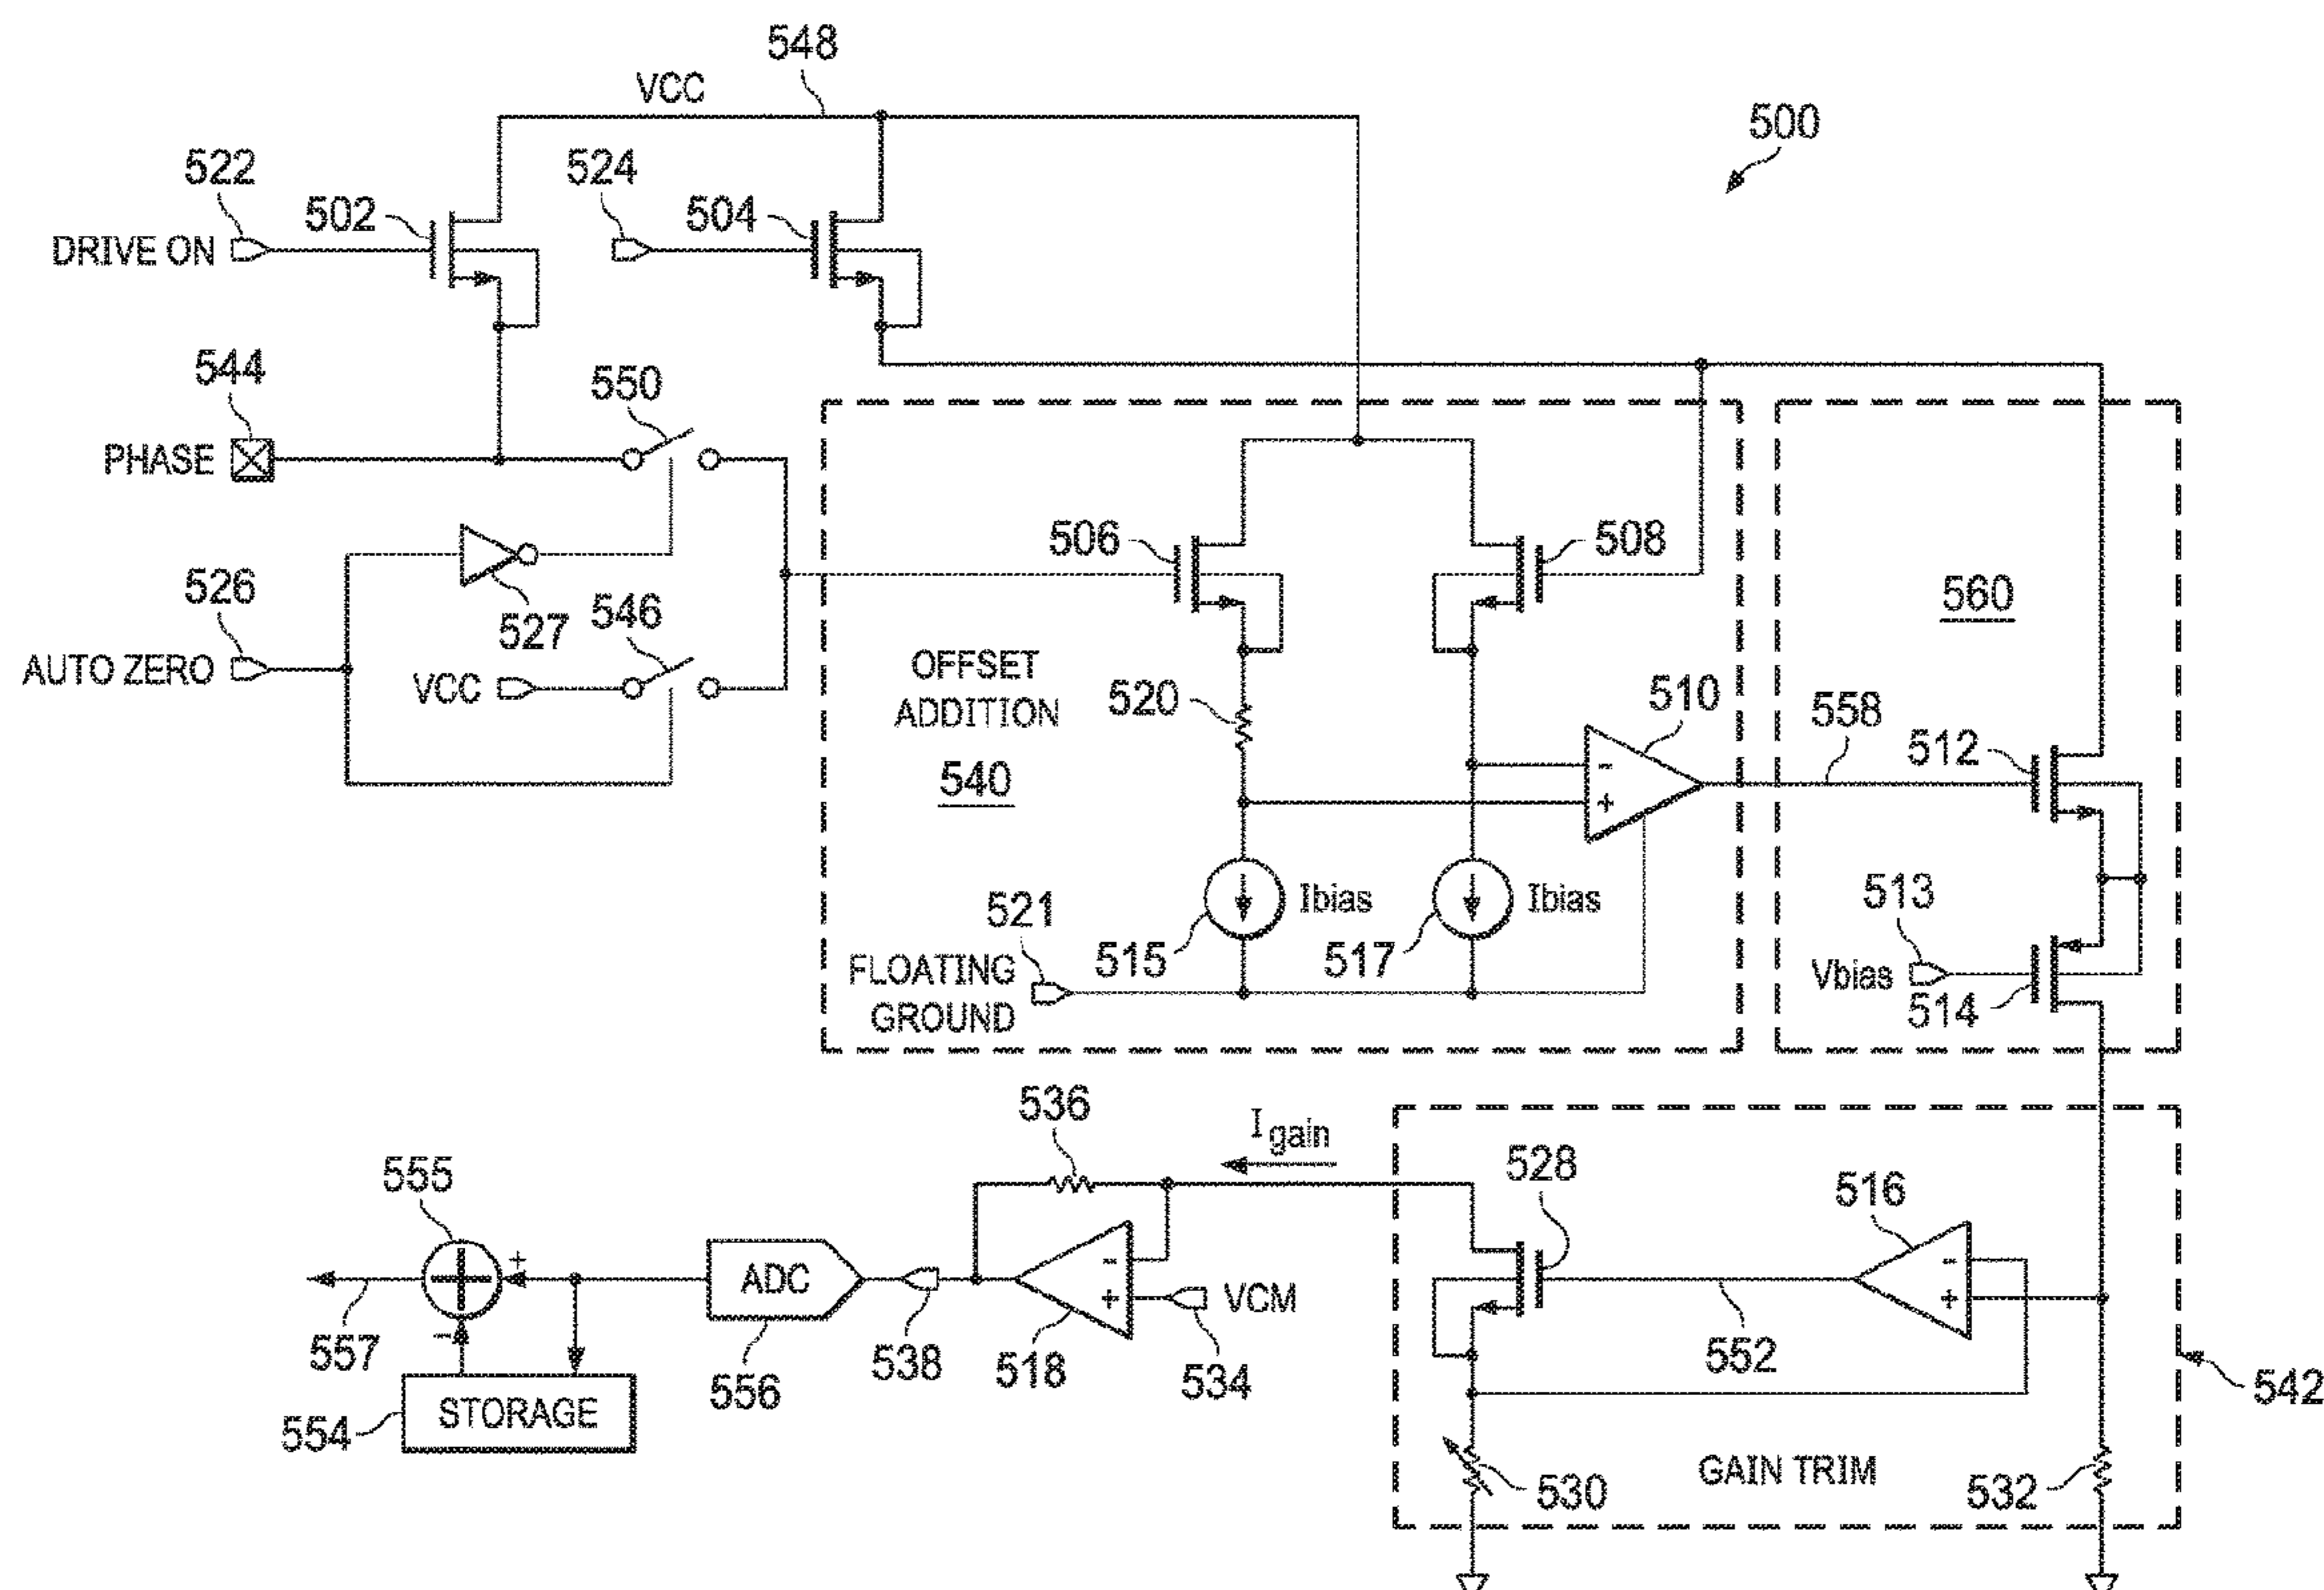 548
VCC
500
522
502
524
504
DRIVE ON
544
550
PHASE
506
508
526
527
546
560
AUTO ZERO
VCC
OFFSET
ADDITION
520
510
558
512
540
-
+
513
521
Ibias
Ibias
515
517
FLOATING
GROUND
Vbias
514
536
I gain
528
516
555
+
ADC
-
+
VCM
-
+
-
557
556
538
518
534
552
542
554
STORAGE
530
GAIN TRIM
532